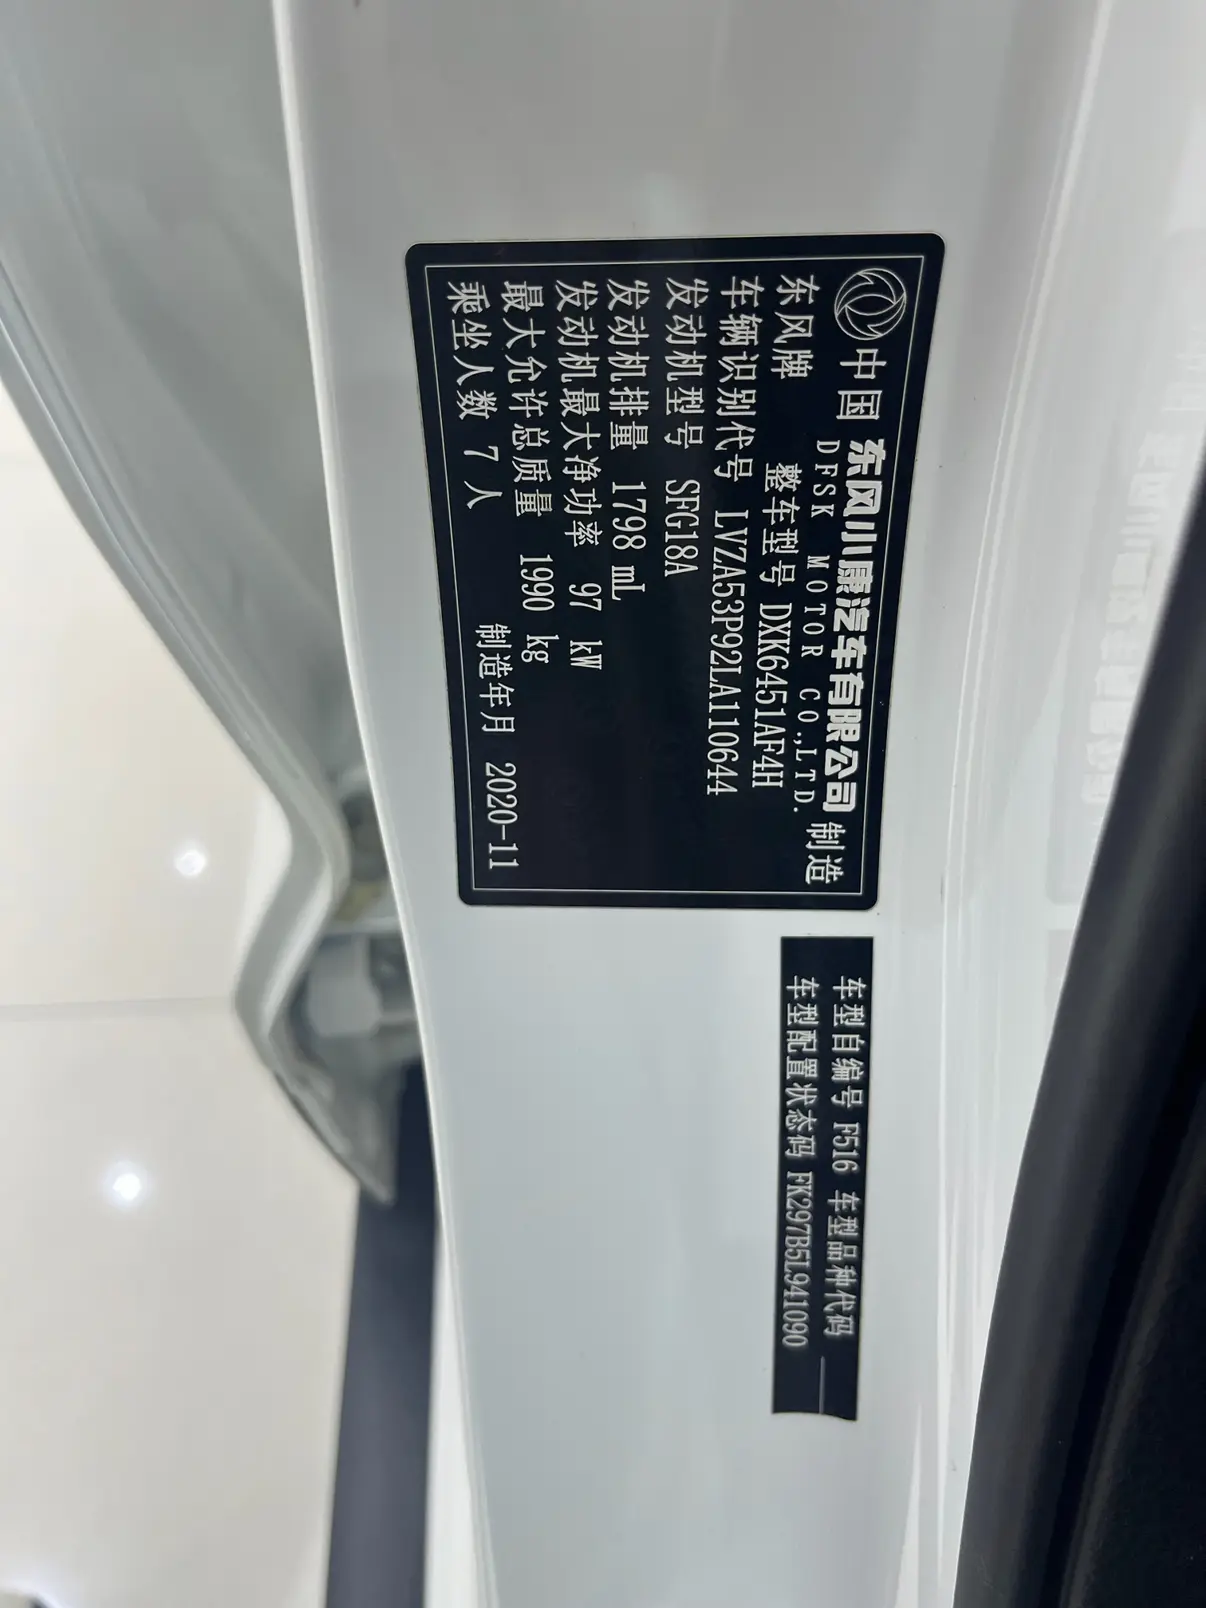 中国 东风小康汽车有限公司 制造
DFSK MOTOR CO.,LTD.
东风牌 整车型号 DXK6451AF4H
车辆识别代号 LVZA53P92LA110644
发动机型号 SFG18A
发动机排量 1798 mL
发动机最大净功率 97 kW
最大允许总质量 1990 kg
乘坐人数 7 人 制造年月 2020-11
车型自编号 F516 车型品种代码 —
车型配置状态码 FK297B5L941090